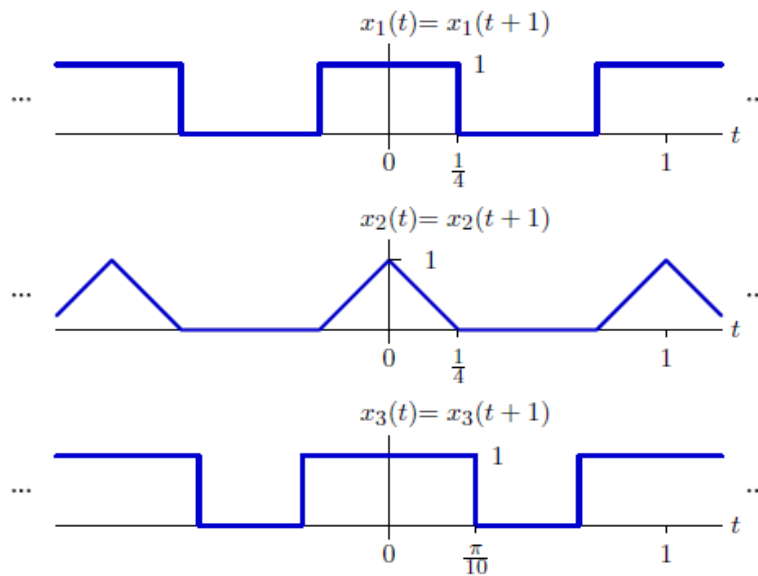 x₁(t)= x₁(t+1)
1
... ...
t
0 1/4 1
x₂(t)= x₂(t+1)
1
... ...
t
0 1/4 1
x₃(t)= x₃(t+1)
1
... ...
t
0 π/10 1